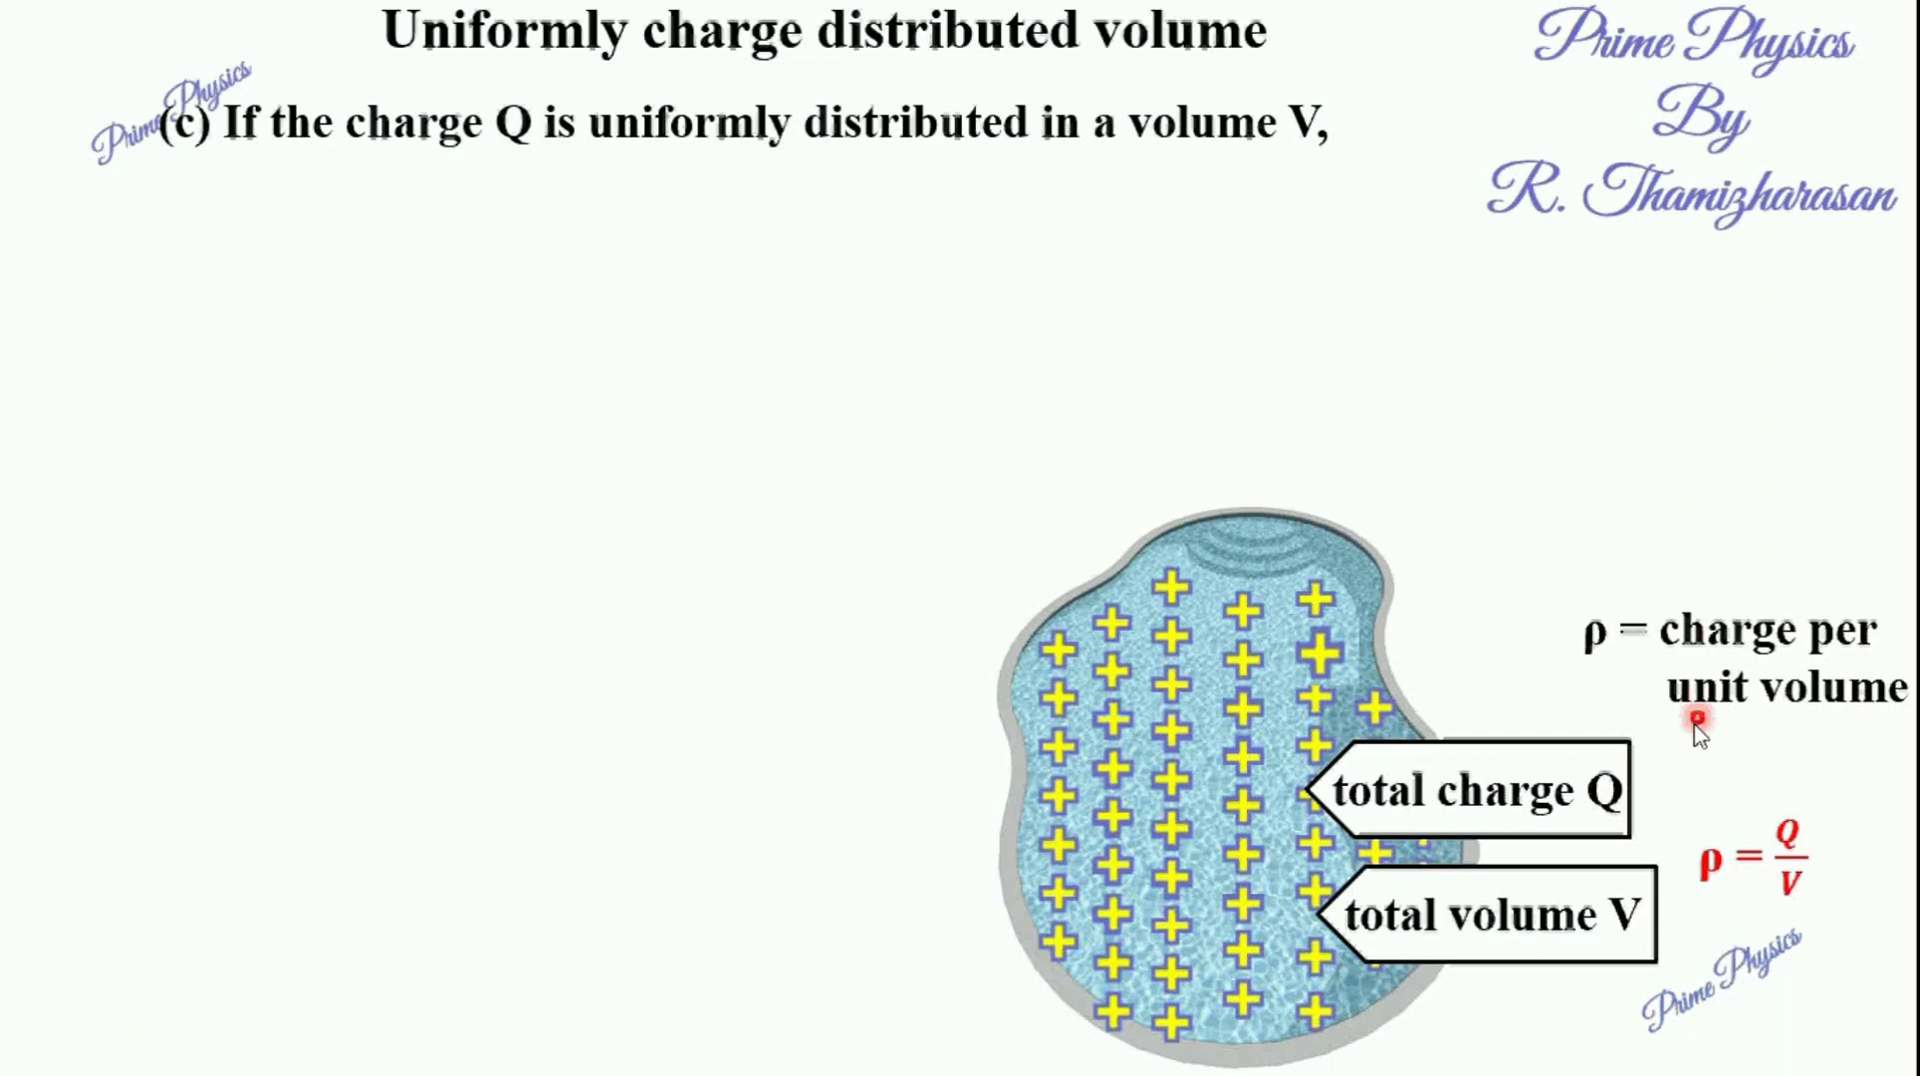 Uniformly charge distributed volume
Prime Physics
By
R. Thamizharasan
Prime Physics
(c) If the charge Q is uniformly distributed in a volume V,
ρ = charge per
unit volume
total charge Q
ρ = Q/V
total volume V
Prime Physics